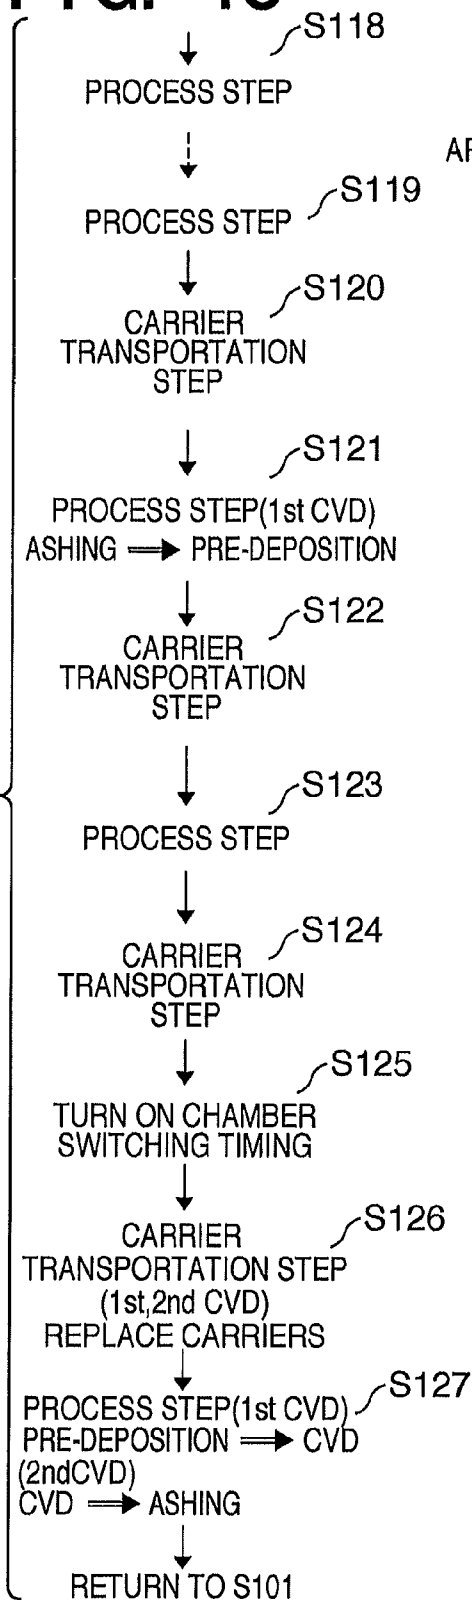 S118
PROCESS STEP
S119
PROCESS STEP
S120
CARRIER
TRANSPORTATION
STEP
S121
PROCESS STEP(1st CVD)
ASHING ⟹ PRE-DEPOSITION
S122
CARRIER
TRANSPORTATION
STEP
S123
PROCESS STEP
S124
CARRIER
TRANSPORTATION
STEP
S125
TURN ON CHAMBER
SWITCHING TIMING
S126
CARRIER
TRANSPORTATION STEP
(1st,2nd CVD)
REPLACE CARRIERS
S127
PROCESS STEP(1st CVD)
PRE-DEPOSITION ⟹ CVD
(2ndCVD)
CVD ⟹ ASHING
RETURN TO S101